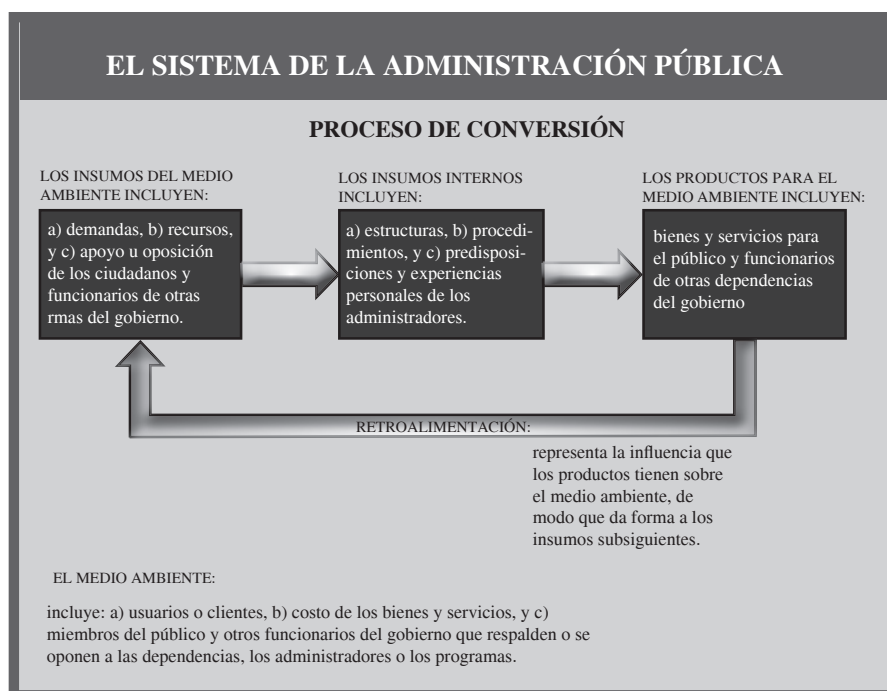 EL SISTEMA DE LA ADMINISTRACIÓN PÚBLICA
PROCESO DE CONVERSIÓN
LOS INSUMOS DEL MEDIO
AMBIENTE INCLUYEN:
a) demandas, b) recursos,
y c) apoyo u oposición
de los ciudadanos y
funcionarios de otras
rmas del gobierno.
LOS INSUMOS INTERNOS
INCLUYEN:
a) estructuras, b) procedi-
mientos, y c) predisposi-
ciones y experiencias
personales de los
administradores.
LOS PRODUCTOS PARA EL
MEDIO AMBIENTE INCLUYEN:
bienes y servicios para
el público y funcionarios
de otras dependencias
del gobierno
RETROALIMENTACIÓN:
representa la influencia que
los productos tienen sobre
el medio ambiente, de
modo que da forma a los
insumos subsiguientes.
EL MEDIO AMBIENTE:
incluye: a) usuarios o clientes, b) costo de los bienes y servicios, y c)
miembros del público y otros funcionarios del gobierno que respalden o se
oponen a las dependencias, los administradores o los programas.